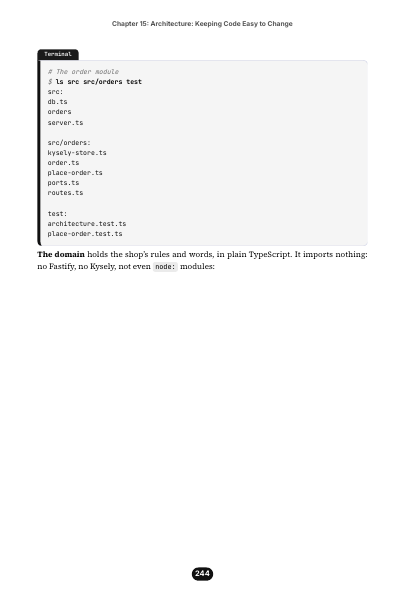 Chapter 15: Architecture: Keeping Code Easy to Change
Terminal
# The order module
$ ls src src/orders test
src:
db.ts
orders
server.ts
src/orders:
kysely-store.ts
order.ts
place-order.ts
ports.ts
routes.ts
test:
architecture.test.ts
place-order.test.ts
The domain holds the shop's rules and words, in plain TypeScript. It imports nothing:
no Fastify, no Kysely, not even node: modules:
244